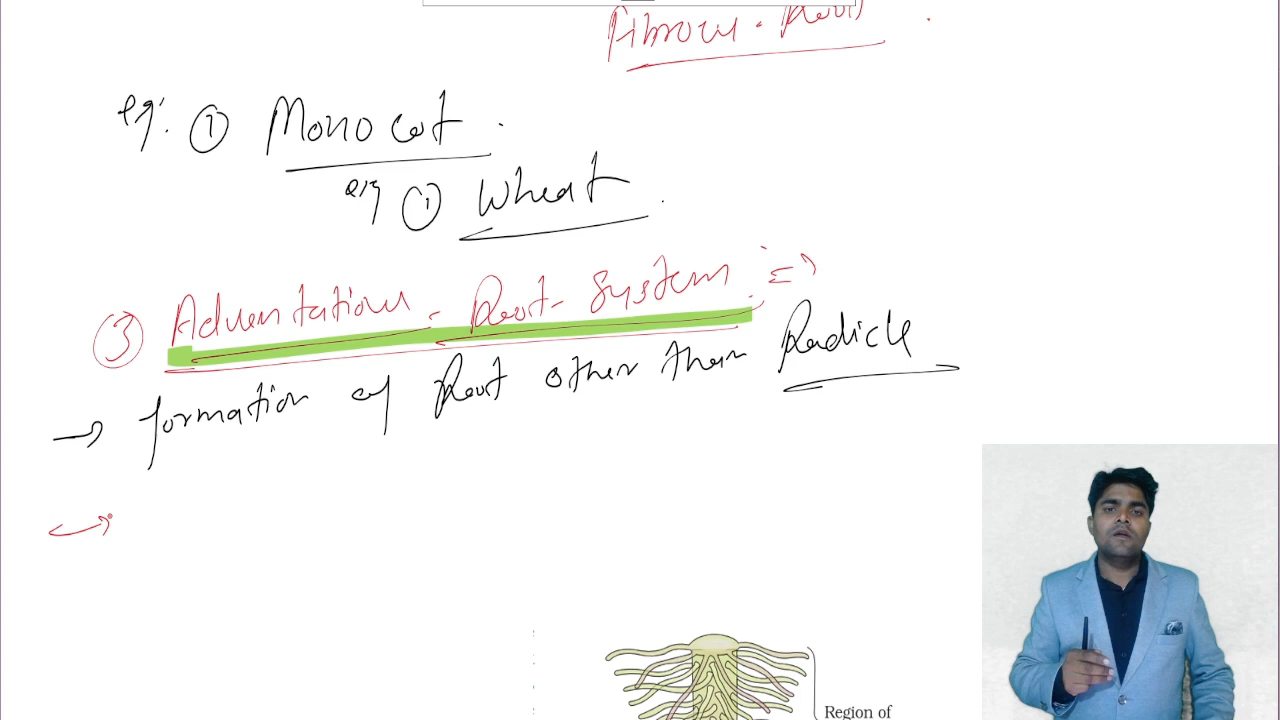 Fibrous - Root
eg: ① Monocot.
eg ① Wheat.
③ Adventatious - Root - System :=)
→ formation of Root other than Radicle
Region of